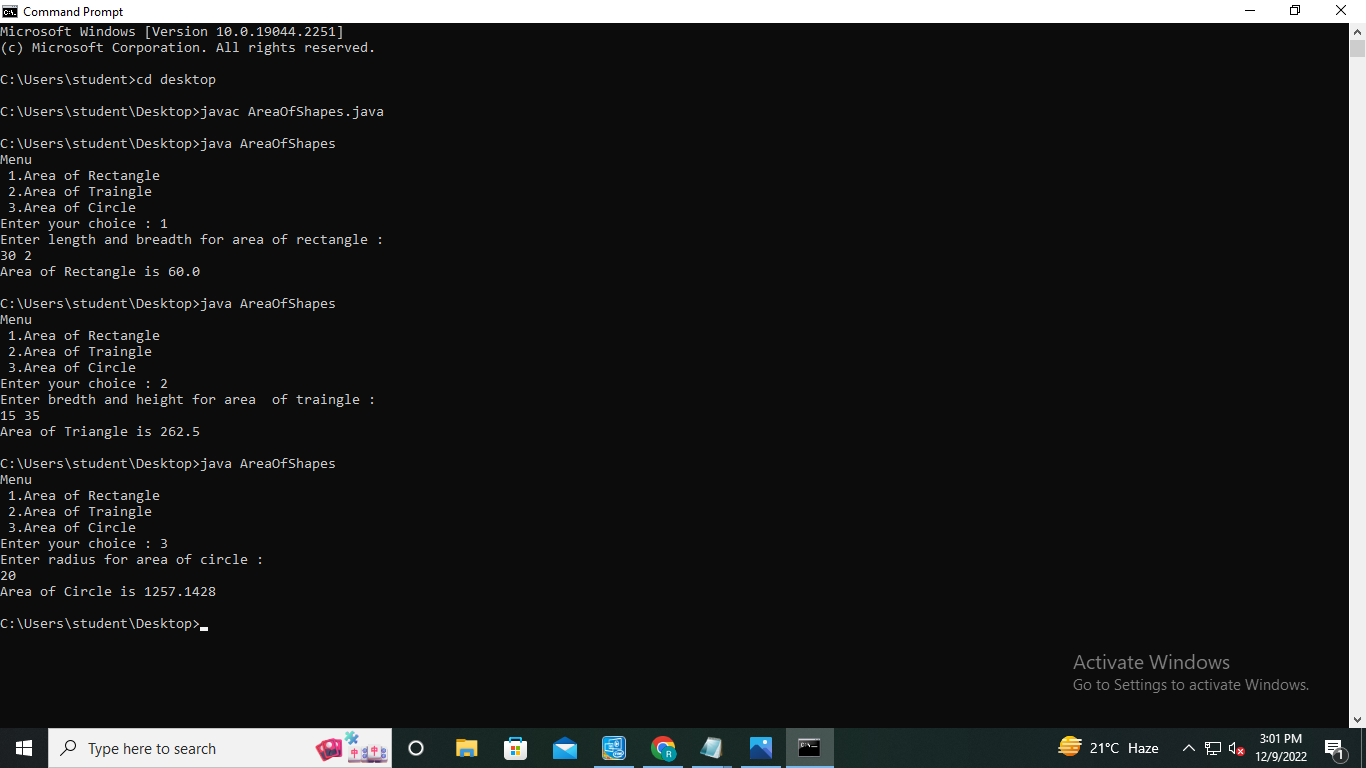 Command Prompt
Microsoft Windows [Version 10.0.19044.2251]
(c) Microsoft Corporation. All rights reserved.
C:\Users\student>cd desktop
C:\Users\student\Desktop>javac AreaOfShapes.java
C:\Users\student\Desktop>java AreaOfShapes
Menu
 1.Area of Rectangle
 2.Area of Traingle
 3.Area of Circle
Enter your choice : 1
Enter length and breadth for area of rectangle :
30 2
Area of Rectangle is 60.0
C:\Users\student\Desktop>java AreaOfShapes
Menu
 1.Area of Rectangle
 2.Area of Traingle
 3.Area of Circle
Enter your choice : 2
Enter bredth and height for area  of traingle :
15 35
Area of Triangle is 262.5
C:\Users\student\Desktop>java AreaOfShapes
Menu
 1.Area of Rectangle
 2.Area of Traingle
 3.Area of Circle
Enter your choice : 3
Enter radius for area of circle :
20
Area of Circle is 1257.1428
C:\Users\student\Desktop>
Activate Windows
Go to Settings to activate Windows.
Type here to search
21°C Haze
3:01 PM
12/9/2022
1